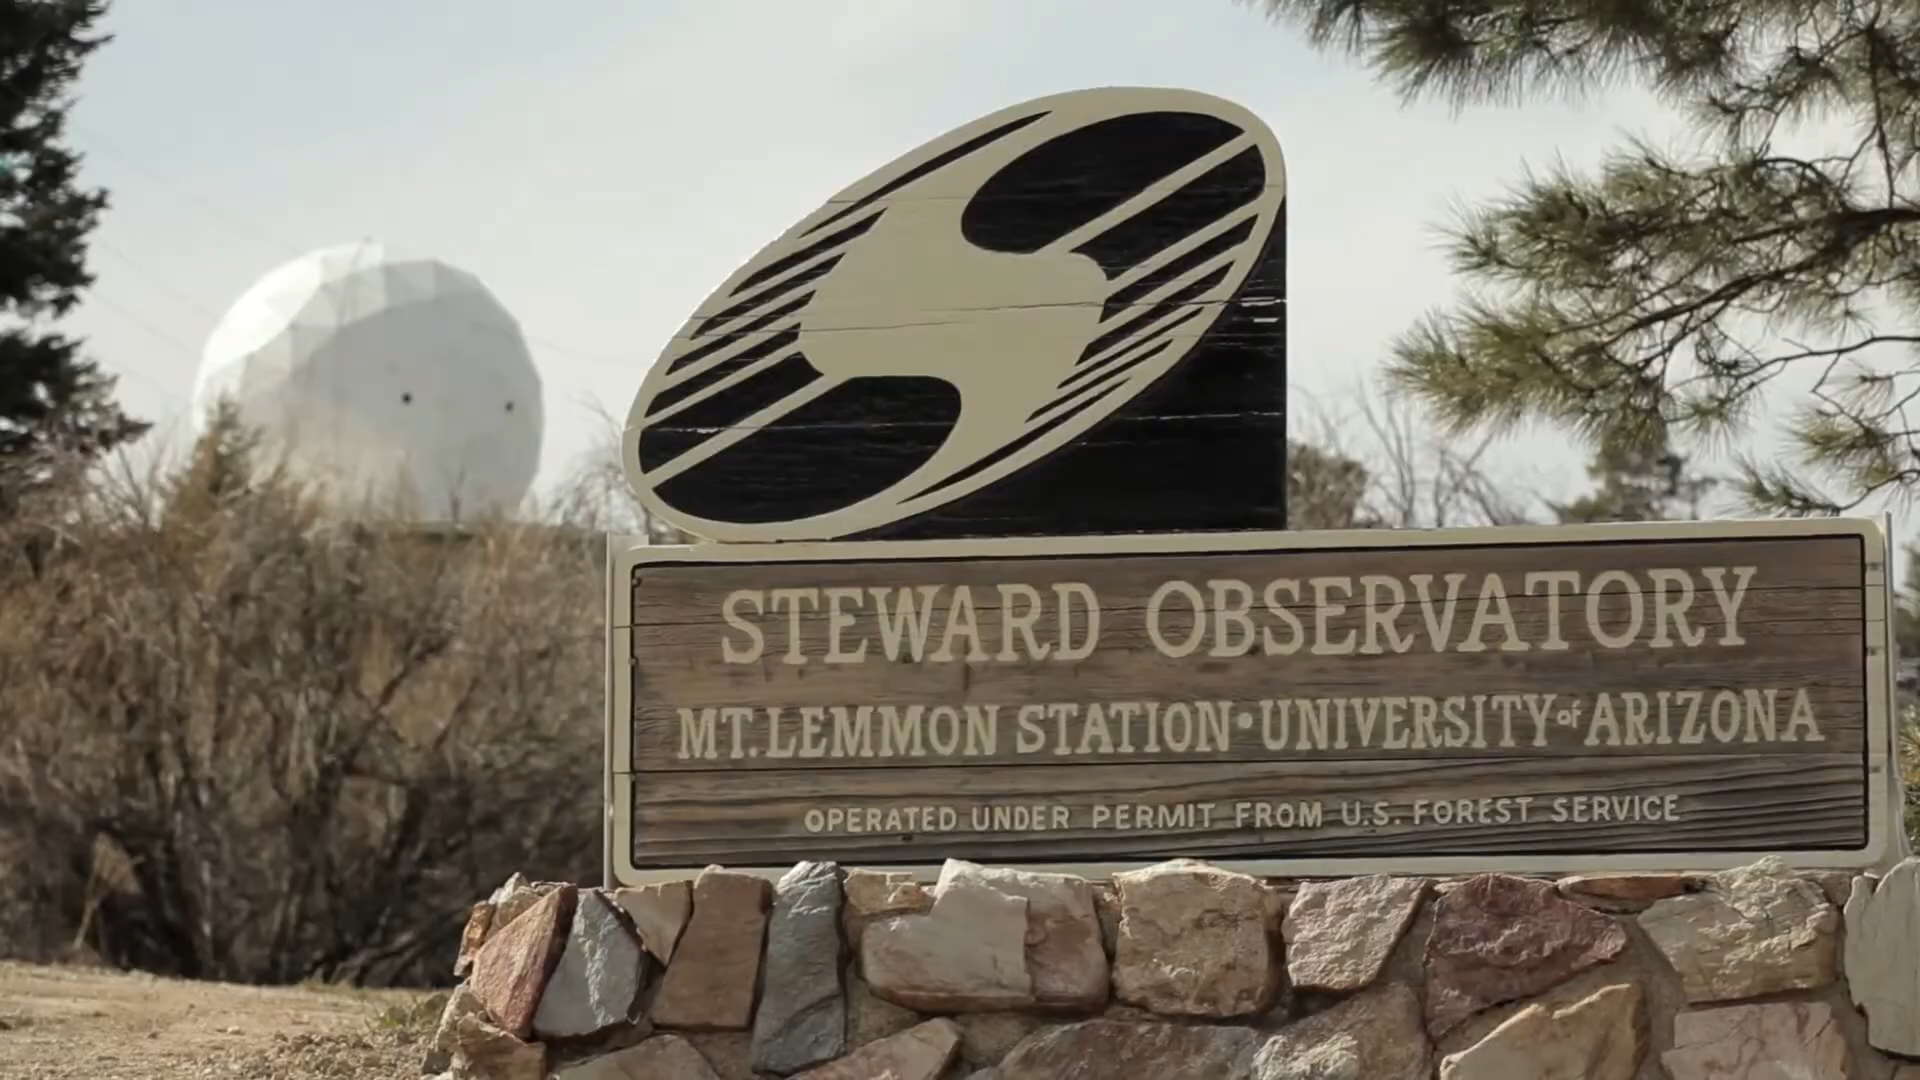 STEWARD OBSERVATORY
MT. LEMMON STATION • UNIVERSITY of ARIZONA
OPERATED UNDER PERMIT FROM U.S. FOREST SERVICE